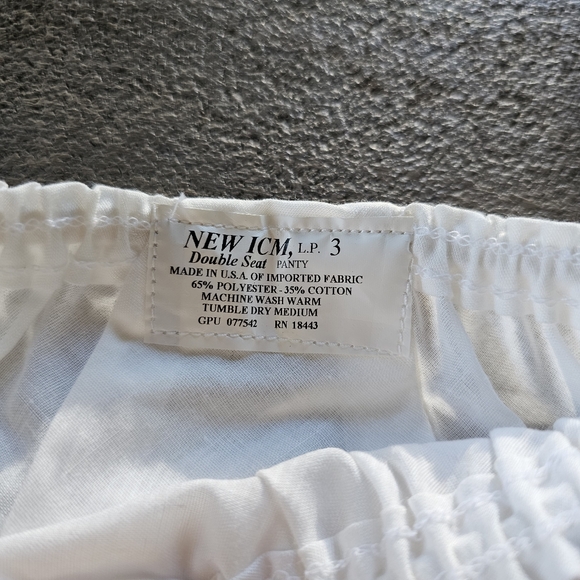 NEW ICM, L.P. 3
Double Seat PANTY
MADE IN U.S.A. OF IMPORTED FABRIC
65% POLYESTER - 35% COTTON
MACHINE WASH WARM
TUMBLE DRY MEDIUM
GPU 077542 RN 18443